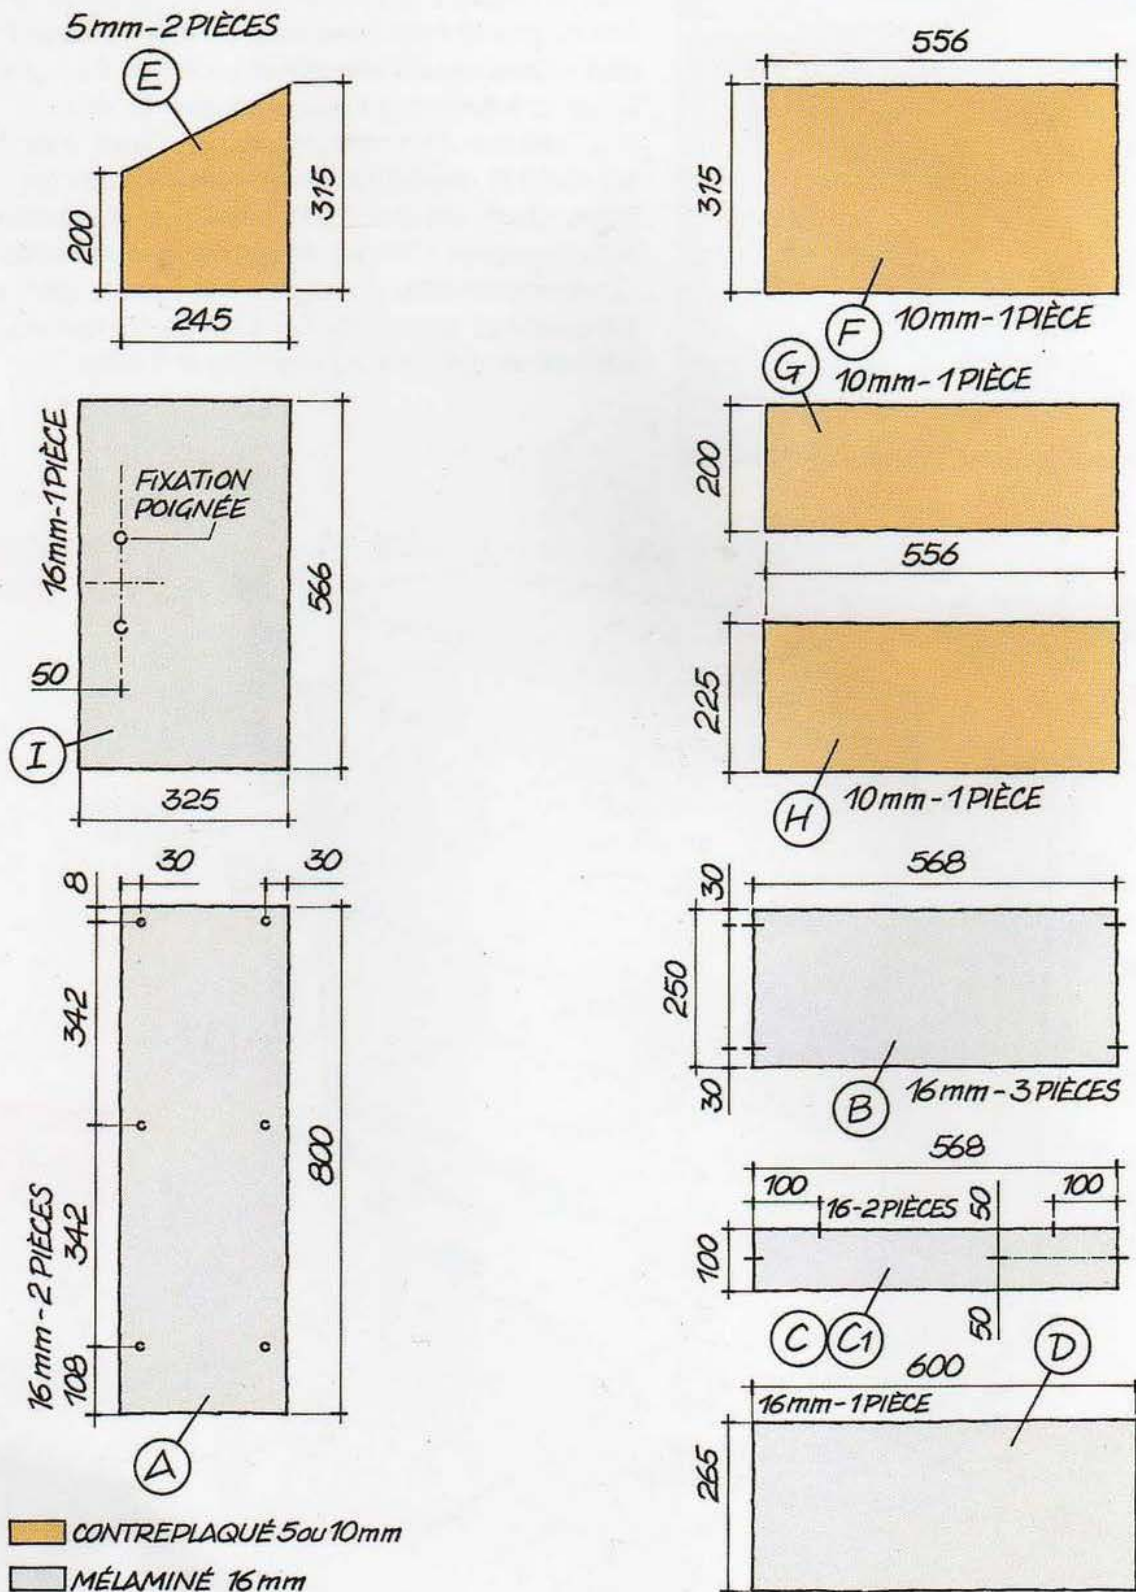 5mm-2 PIÈCES
E
200
315
245
16mm-1 PIÈCE
FIXATION
POIGNÉE
566
50
I
325
30
30
8
342
342
108
800
16mm-2 PIÈCES
A
CONTREPLAQUÉ 5 ou 10mm
MÉLAMINÉ 16mm
556
315
F
10mm-1 PIÈCE
G
10mm-1 PIÈCE
200
556
225
H
10mm-1 PIÈCE
568
30
250
30
B
16mm-3 PIÈCES
568
100
16-2 PIÈCES
50
100
100
50
C
C1
D
600
16mm-1 PIÈCE
265